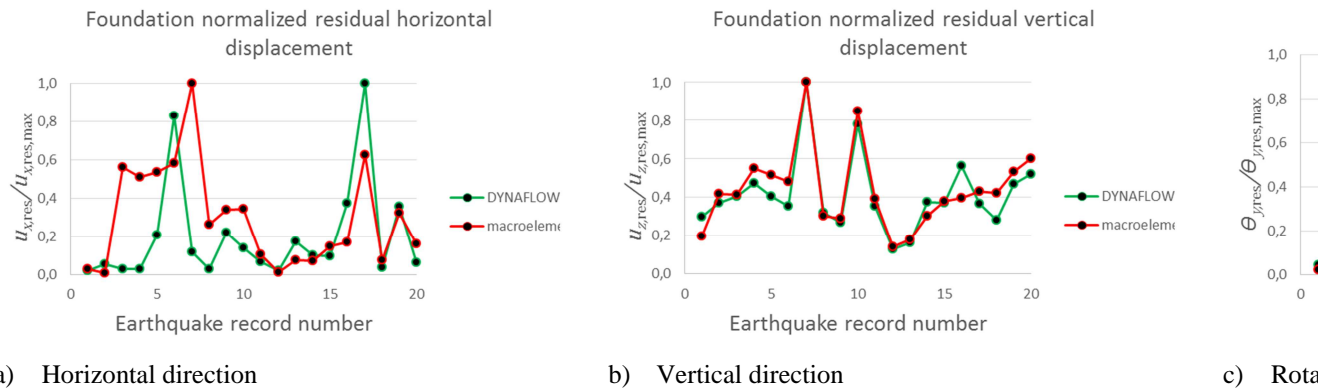 Foundation normalized residual horizontal
displacement
u_x,res/u_x,res,max
1,0
0,8
0,6
0,4
0,2
0,0
0
5
10
15
20
Earthquake record number
DYNAFLOW
macroeleme
a) Horizontal direction
Foundation normalized residual vertical
displacement
u_z,res/u_z,res,max
1,0
0,8
0,6
0,4
0,2
0,0
0
5
10
15
20
Earthquake record number
DYNAFLOW
macroeleme
b) Vertical direction
θ_y,res/θ_y,res,max
1,0
0,8
0,6
0,4
0,2
0,0
0
c) Rota